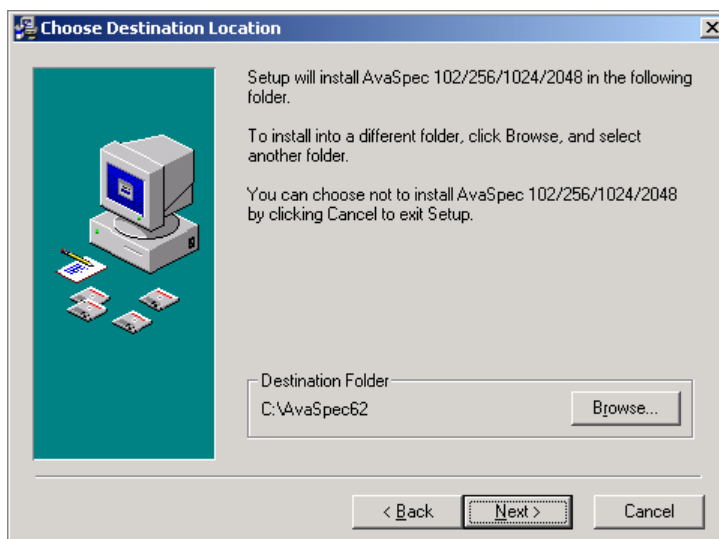 Choose Destination Location
Setup will install AvaSpec 102/256/1024/2048 in the following
folder.
To install into a different folder, click Browse, and select
another folder.
You can choose not to install AvaSpec 102/256/1024/2048
by clicking Cancel to exit Setup.
Destination Folder
C:\AvaSpec62
Browse...
< Back
Next >
Cancel